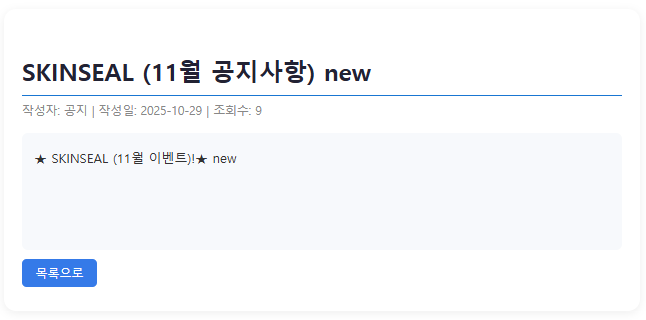 SKINSEAL (11월 공지사항) new
작성자: 공지 | 작성일: 2025-10-29 | 조회수: 9
★ SKINSEAL (11월 이벤트)!★ new
목록으로